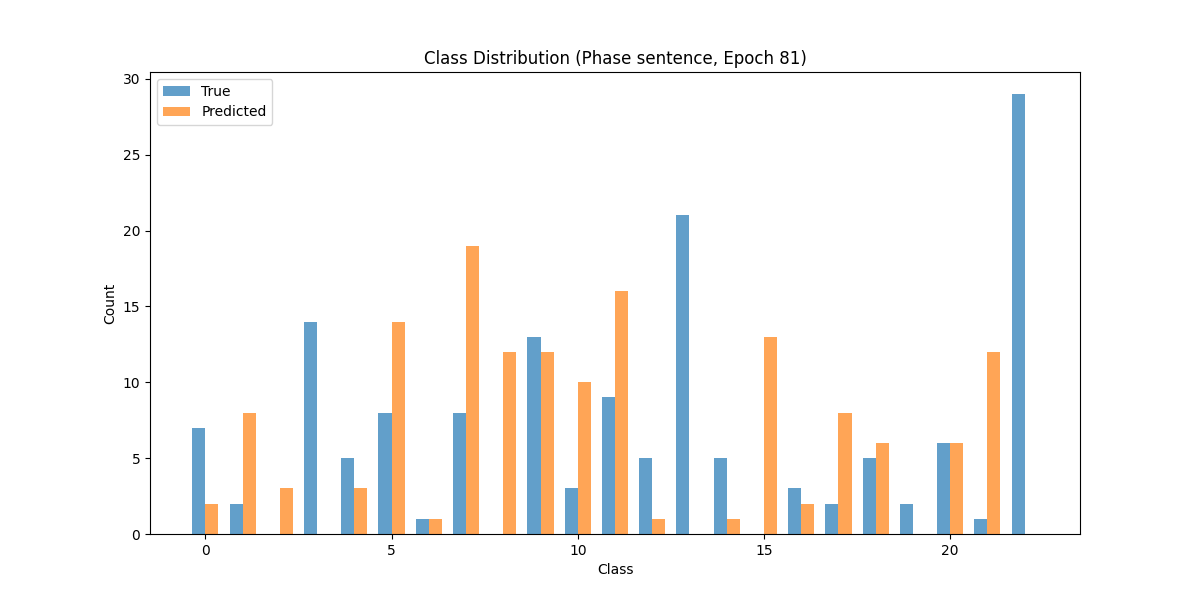 Class Distribution (Phase sentence, Epoch 81)
True
Predicted
Count
30
25
20
15
10
5
0
0 5 10 15 20
Class